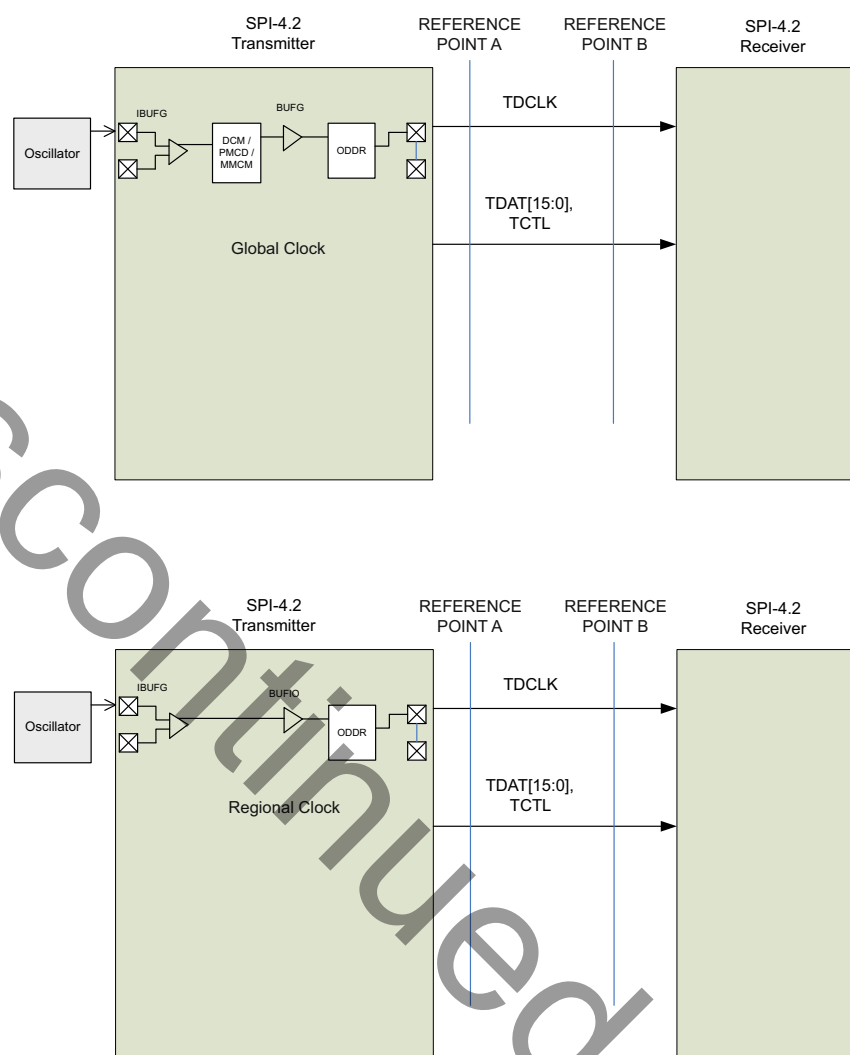 SPI-4.2
Transmitter
REFERENCE
POINT A
REFERENCE
POINT B
SPI-4.2
Receiver
Oscillator
IBUFG
DCM /
PMCD /
MMCM
BUFG
ODDR
TDCLK
TDAT[15:0],
TCTL
Global Clock
SPI-4.2
Transmitter
REFERENCE
POINT A
REFERENCE
POINT B
SPI-4.2
Receiver
Oscillator
IBUFG
BUFIO
ODDR
TDCLK
TDAT[15:0],
TCTL
Regional Clock